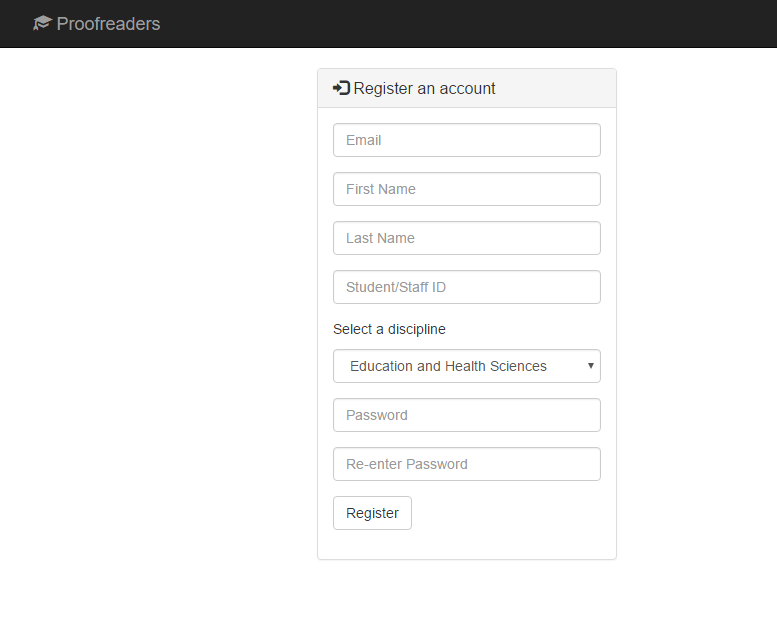 Proofreaders
Register an account
Email
First Name
Last Name
Student/Staff ID
Select a discipline
Education and Health Sciences
Password
Re-enter Password
Register